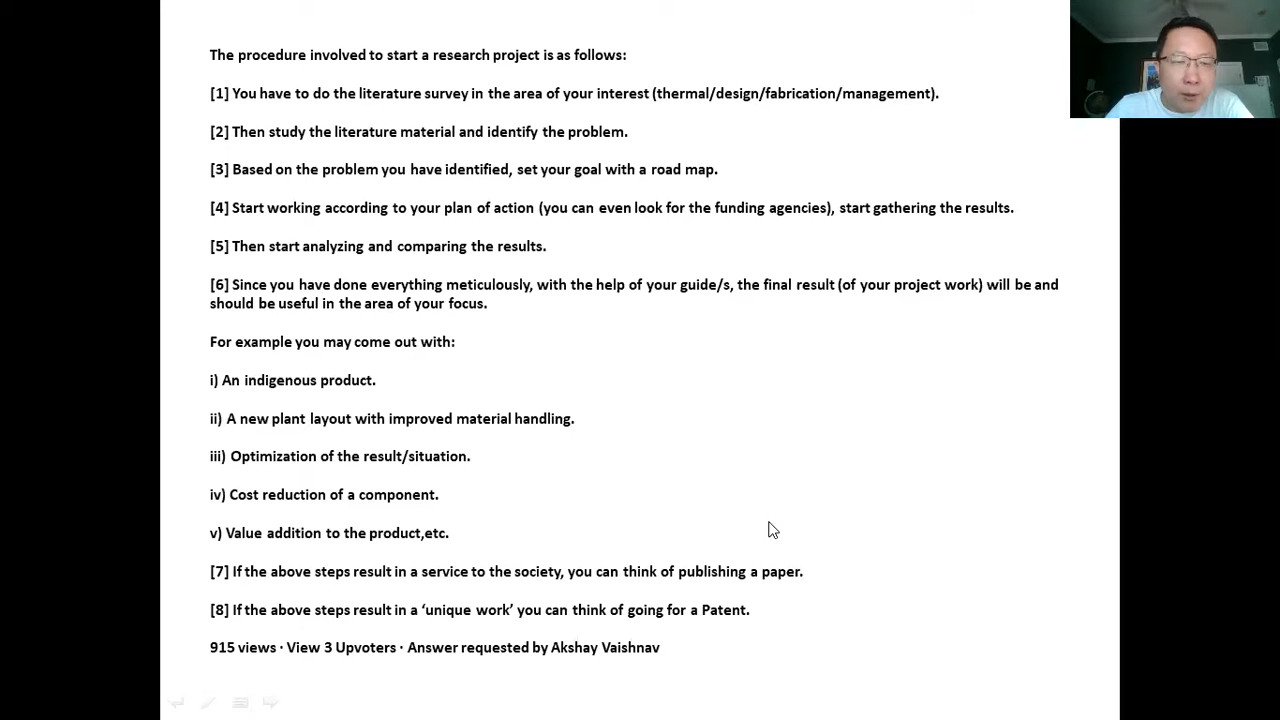 The procedure involved to start a research project is as follows:
[1] You have to do the literature survey in the area of your interest (thermal/design/fabrication/management).
[2] Then study the literature material and identify the problem.
[3] Based on the problem you have identified, set your goal with a road map.
[4] Start working according to your plan of action (you can even look for the funding agencies), start gathering the results.
[5] Then start analyzing and comparing the results.
[6] Since you have done everything meticulously, with the help of your guide/s, the final result (of your project work) will be and
should be useful in the area of your focus.
For example you may come out with:
i) An indigenous product.
ii) A new plant layout with improved material handling.
iii) Optimization of the result/situation.
iv) Cost reduction of a component.
v) Value addition to the product,etc.
[7] If the above steps result in a service to the society, you can think of publishing a paper.
[8] If the above steps result in a ‘unique work’ you can think of going for a Patent.
915 views · View 3 Upvoters · Answer requested by Akshay Vaishnav